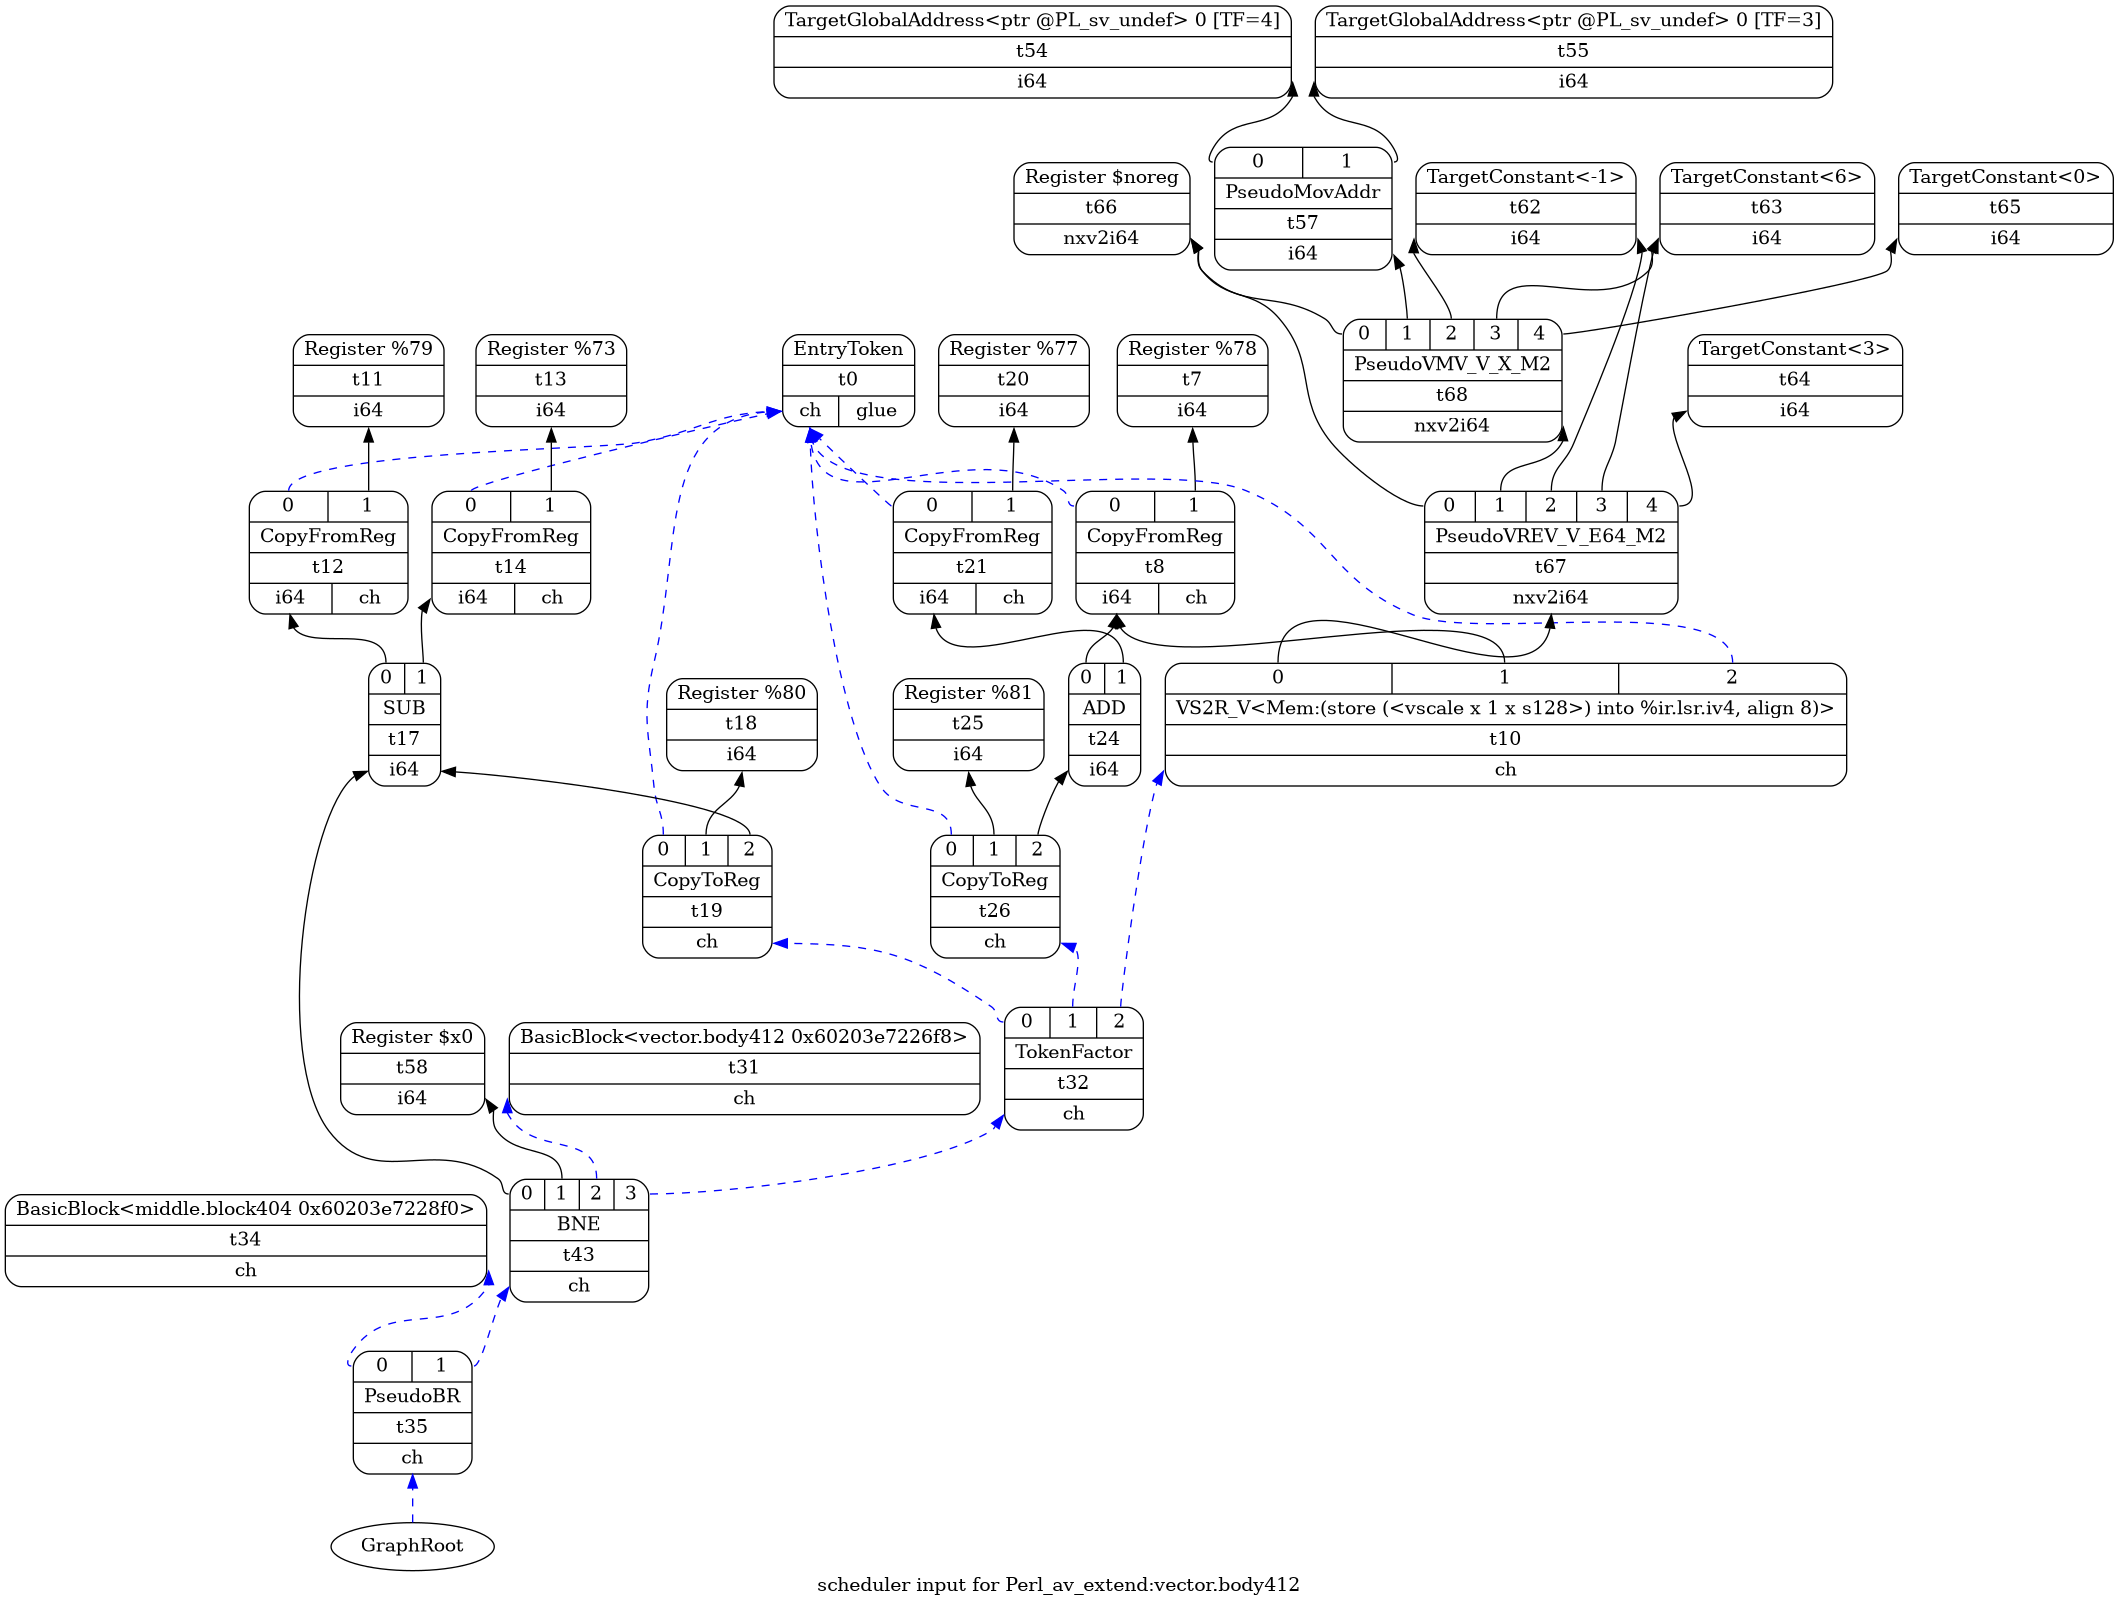 TargetGlobalAddress<ptr @PL_sv_undef> 0 [TF=4]
t54
i64
TargetGlobalAddress<ptr @PL_sv_undef> 0 [TF=3]
t55
i64
Register $noreg
t66
nxv2i64
0 1
PseudoMovAddr
t57
i64
TargetConstant<-1>
t62
i64
TargetConstant<6>
t63
i64
TargetConstant<0>
t65
i64
Register %79
t11
i64
Register %73
t13
i64
EntryToken
t0
ch glue
Register %77
t20
i64
Register %78
t7
i64
0 1 2 3 4
PseudoVMV_V_X_M2
t68
nxv2i64
TargetConstant<3>
t64
i64
0 1
CopyFromReg
t12
i64 ch
0 1
CopyFromReg
t14
i64 ch
0 1
CopyFromReg
t21
i64 ch
0 1
CopyFromReg
t8
i64 ch
0 1 2 3 4
PseudoVREV_V_E64_M2
t67
nxv2i64
0 1
SUB
t17
i64
Register %80
t18
i64
Register %81
t25
i64
0 1
ADD
t24
i64
0 1 2
VS2R_V<Mem:(store (<vscale x 1 x s128>) into %ir.lsr.iv4, align 8)>
t10
ch
0 1 2
CopyToReg
t19
ch
0 1 2
CopyToReg
t26
ch
Register $x0
t58
i64
BasicBlock<vector.body412 0x60203e7226f8>
t31
ch
0 1 2
TokenFactor
t32
ch
BasicBlock<middle.block404 0x60203e7228f0>
t34
ch
0 1 2 3
BNE
t43
ch
0 1
PseudoBR
t35
ch
GraphRoot
scheduler input for Perl_av_extend:vector.body412